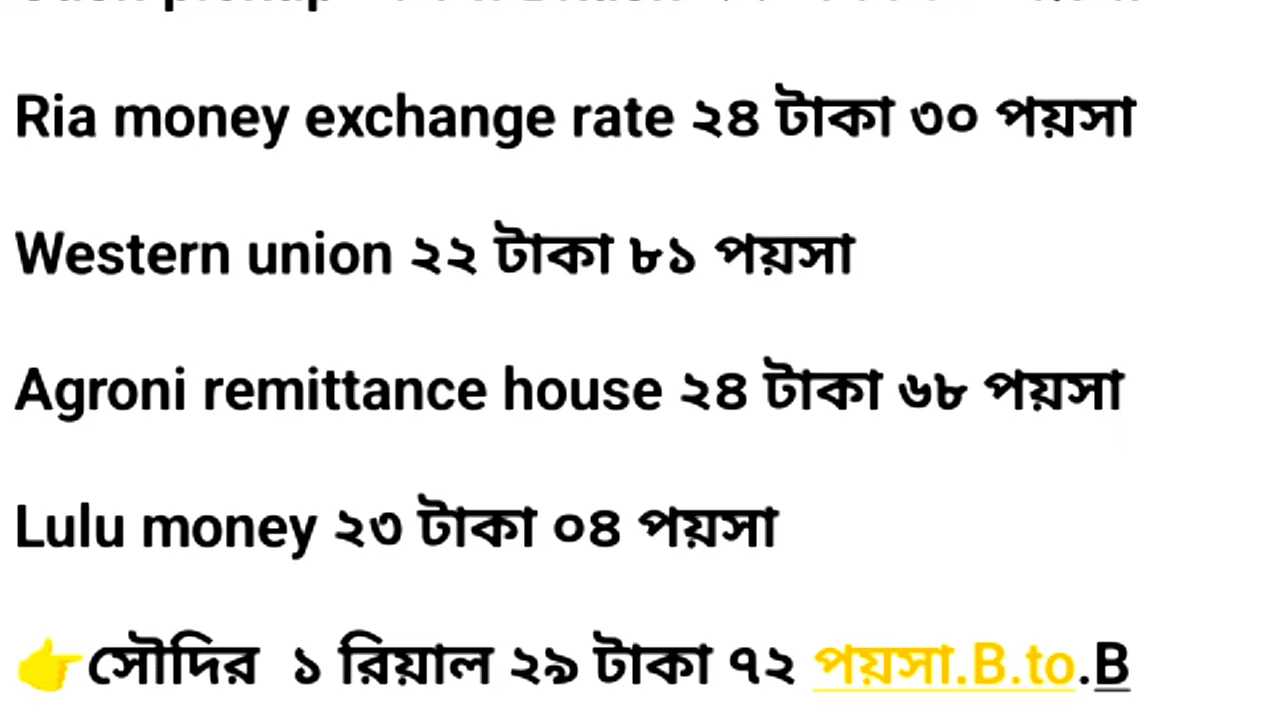 Ria money exchange rate ২৪ টাকা ৩০ পয়সা
Western union ২২ টাকা ৮১ পয়সা
Agroni remittance house ২৪ টাকা ৬৮ পয়সা
Lulu money ২৩ টাকা ০৪ পয়সা
👉সৌদির ১ রিয়াল ২৯ টাকা ৭২ পয়সা.B.to.B